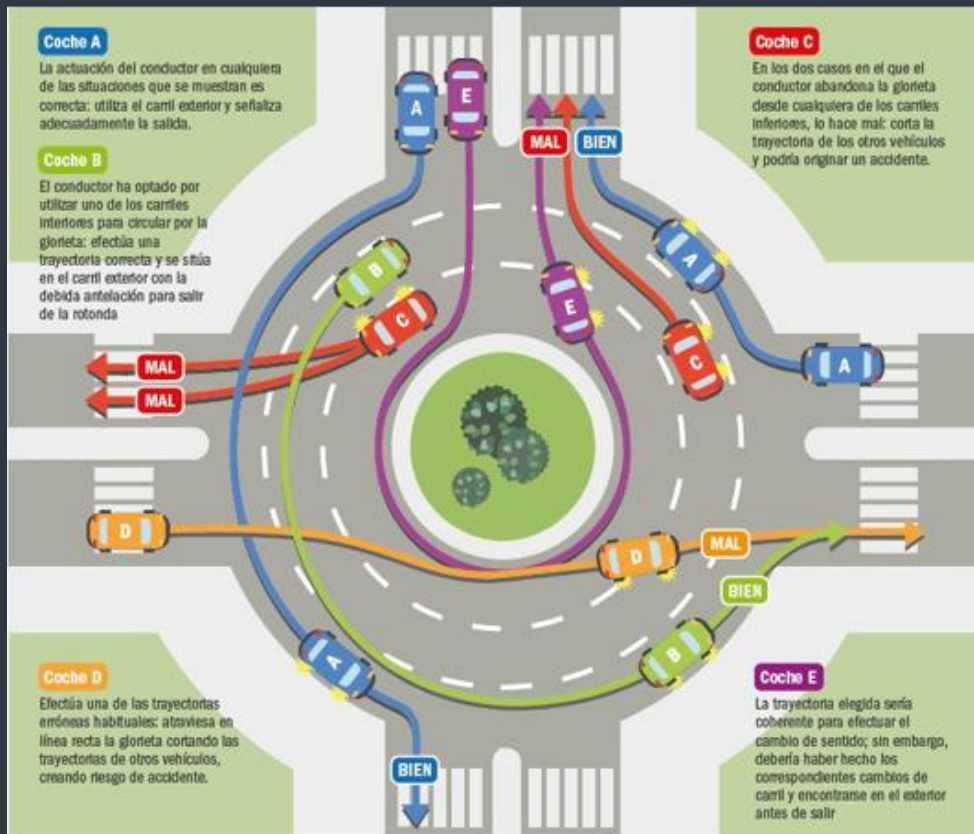 Coche A
La actuación del conductor en cualquiera
de las situaciones que se muestran es
correcta: utiliza el carril exterior y señaliza
adecuadamente la salida.
Coche B
El conductor ha optado por
utilizar uno de los carriles
interiores para circular por la
glorieta: efectúa una
trayectoria correcta y se sitúa
en el carril exterior con la
debida antelación para salir
de la rotonda
Coche C
En los dos casos en el que el
conductor abandona la glorieta
desde cualquiera de los carriles
inferiores, lo hace mal: corta la
trayectoria de los otros vehículos
y podría originar un accidente.
A
E
MAL
BIEN
A
B
E
C
C
A
MAL
MAL
D
D
MAL
BIEN
B
A
BIEN
Coche D
Efectúa una de las trayectorias
erróneas habituales: atraviesa en
línea recta la glorieta cortando las
trayectorias de otros vehículos,
creando riesgo de accidente.
Coche E
La trayectoria elegida sería
coherente para efectuar el
cambio de sentido; sin embargo,
debería haber hecho los
correspondientes cambios de
carril y encontrarse en el exterior
antes de salir